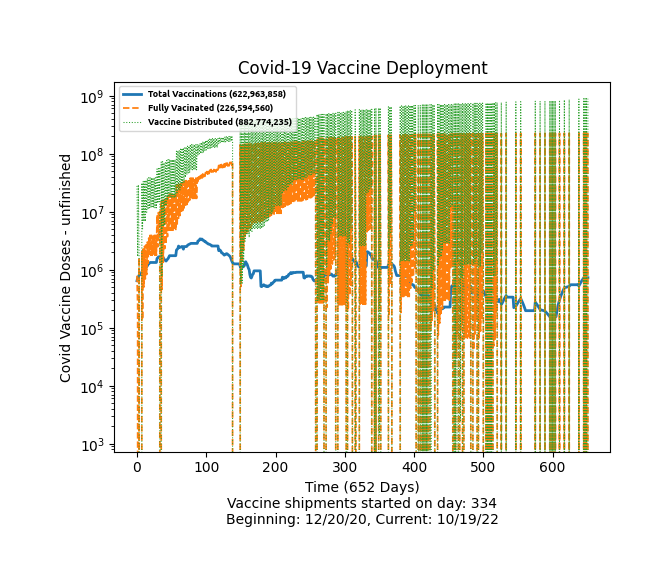 Covid-19 Vaccine Deployment
Total Vaccinations (622,963,858)
Fully Vacinated (226,594,560)
Vaccine Distributed (882,774,235)
Covid Vaccine Doses - unfinished
10⁹
10⁸
10⁷
10⁶
10⁵
10⁴
10³
0 100 200 300 400 500 600
Time (652 Days)
Vaccine shipments started on day: 334
Beginning: 12/20/20, Current: 10/19/22